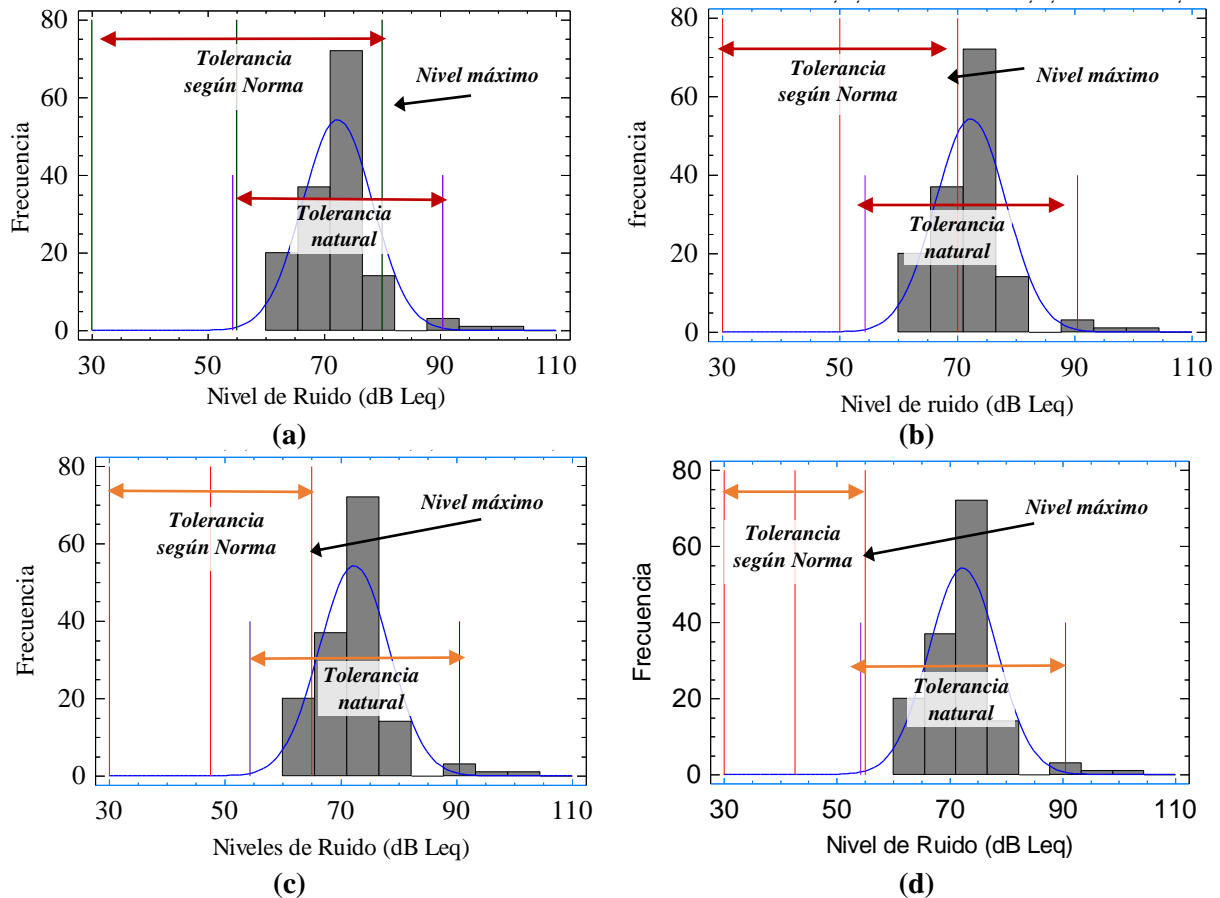 80
60
40
20
0
Frecuencia
Tolerancia
según Norma
Nivel máximo
Tolerancia
natural
30 50 70 90 110
Nivel de Ruido (dB Leq)
(a)
80
60
40
20
0
frecuencia
Tolerancia
según Norma
Nivel máximo
Tolerancia
natural
30 50 70 90 110
Nivel de ruido (dB Leq)
(b)
80
60
40
20
0
Frecuencia
Nivel máximo
Tolerancia
según Norma
Tolerancia
natural
30 50 70 90 110
Niveles de Ruido (dB Leq)
(c)
80
60
40
20
0
Frecuencia
Nivel máximo
Tolerancia
según Norma
Tolerancia
natural
30 50 70 90 110
Nivel de Ruido (dB Leq)
(d)